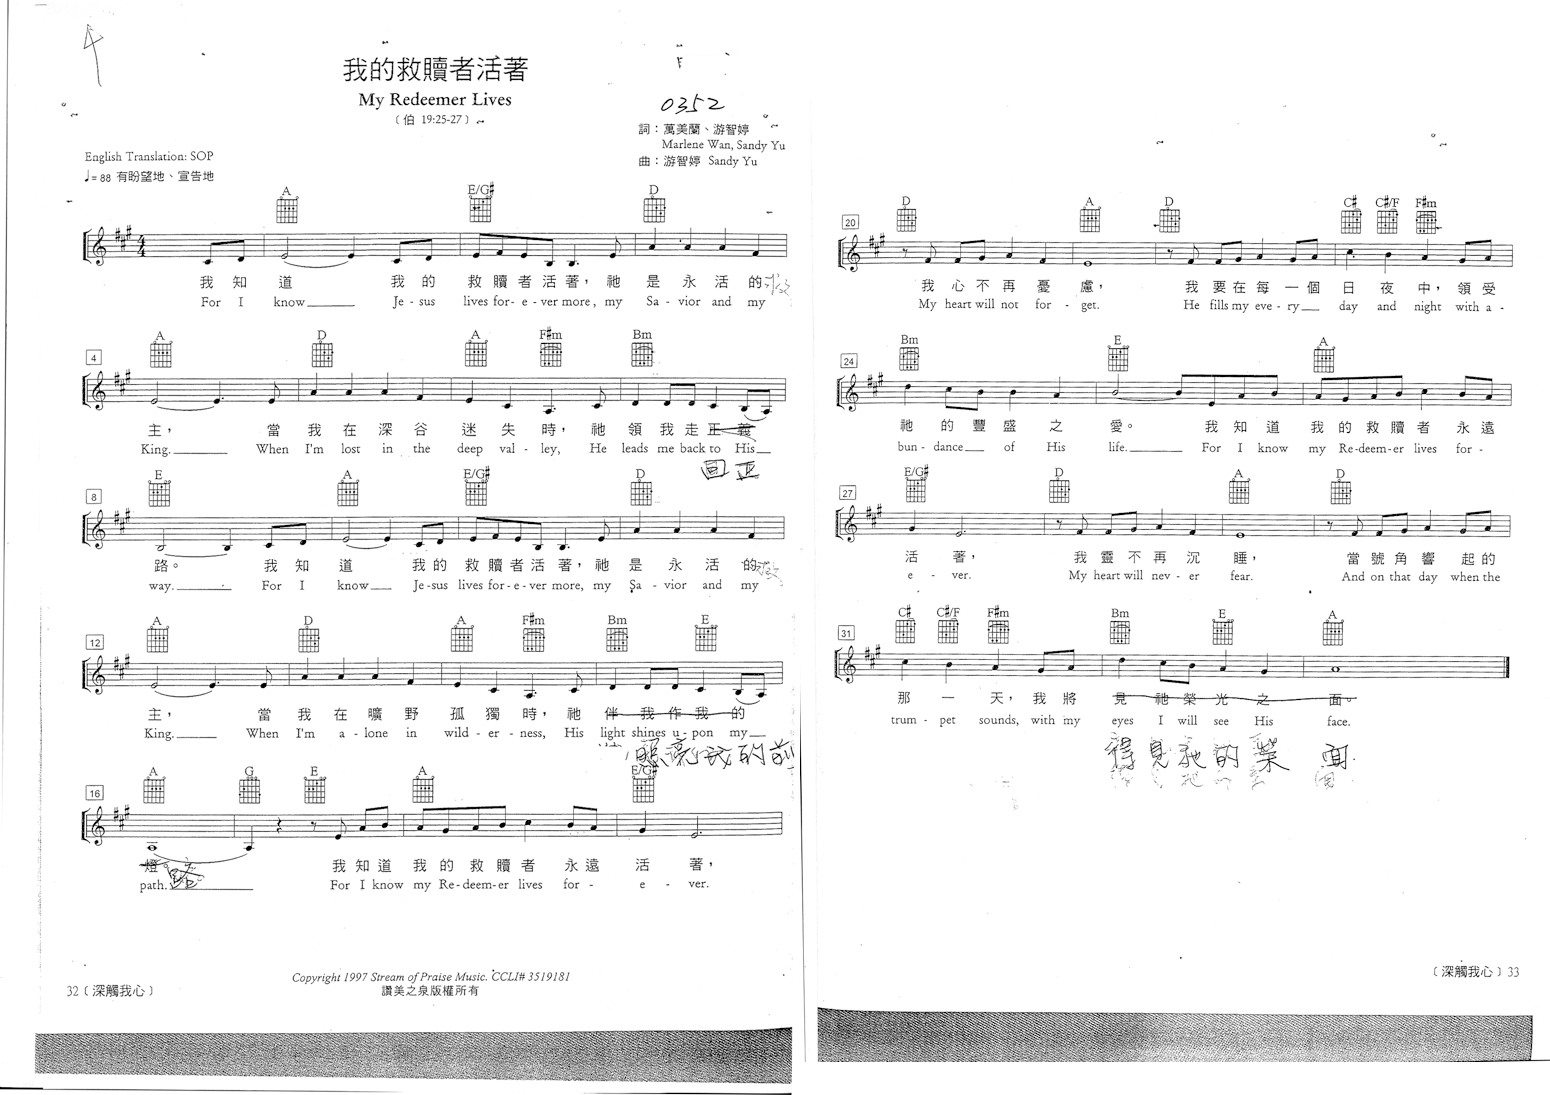 我的救贖者活著
My Redeemer Lives
0352
〔伯 19:25-27〕
詞：萬美蘭、游智婷
Marlene Wan, Sandy Yu
English Translation: SOP
曲：游智婷 Sandy Yu
♩= 88 有盼望地、宣告地
A E/G# D
我知道 我的 救贖者活著，祂 是永活的
For I know_____ Je - sus lives for - e - ver more, my Sa - vior and my
4
A D A F#m Bm
主， 當我在深谷 迷失時，祂領我走正義
King._____ When I'm lost in the deep val - ley, He leads me back to His__
回正
8
E A E/G# D
路。 我知道 我的救贖者活著，祂是永活的
way._____ For I know___ Je-sus lives for-e-ver more, my Sa - vior and my
12
A D A F#m Bm E
主， 當我在曠野孤獨時，祂 伴我作我的
King._____ When I'm a - lone in wild - er - ness, His light shines u - pon my__
照亮我的前
16
A G E A E/G#
燈。 我知道我的救贖者 永遠 活 著，
路
path._____ For I know my Re-deem-er lives for - e - ver.
Copyright 1997 Stream of Praise Music. CCLI# 3519181
讚美之泉版權所有
32〔深觸我心〕
20
D A D C# C#/F F#m
我心不再憂慮， 我要在每一個日夜中，領受
My heart will not for - get. He fills my eve - ry___ day and night with a -
24
Bm E A
祂的豐盛之愛。 我知道我的救贖者永遠
bun - dance___ of His life._____ For I know my Re-deem-er lives for -
27
E/G# D A D
活 著， 我靈不再沉睡， 當號角響起的
e - ver. My heart will nev - er fear. And on that day when the
31
C# C#/F F#m Bm E A
那一天，我將 見祂榮光之面。
trum - pet sounds, with my eyes I will see His face.
得見祂的榮 面.
〔深觸我心〕33